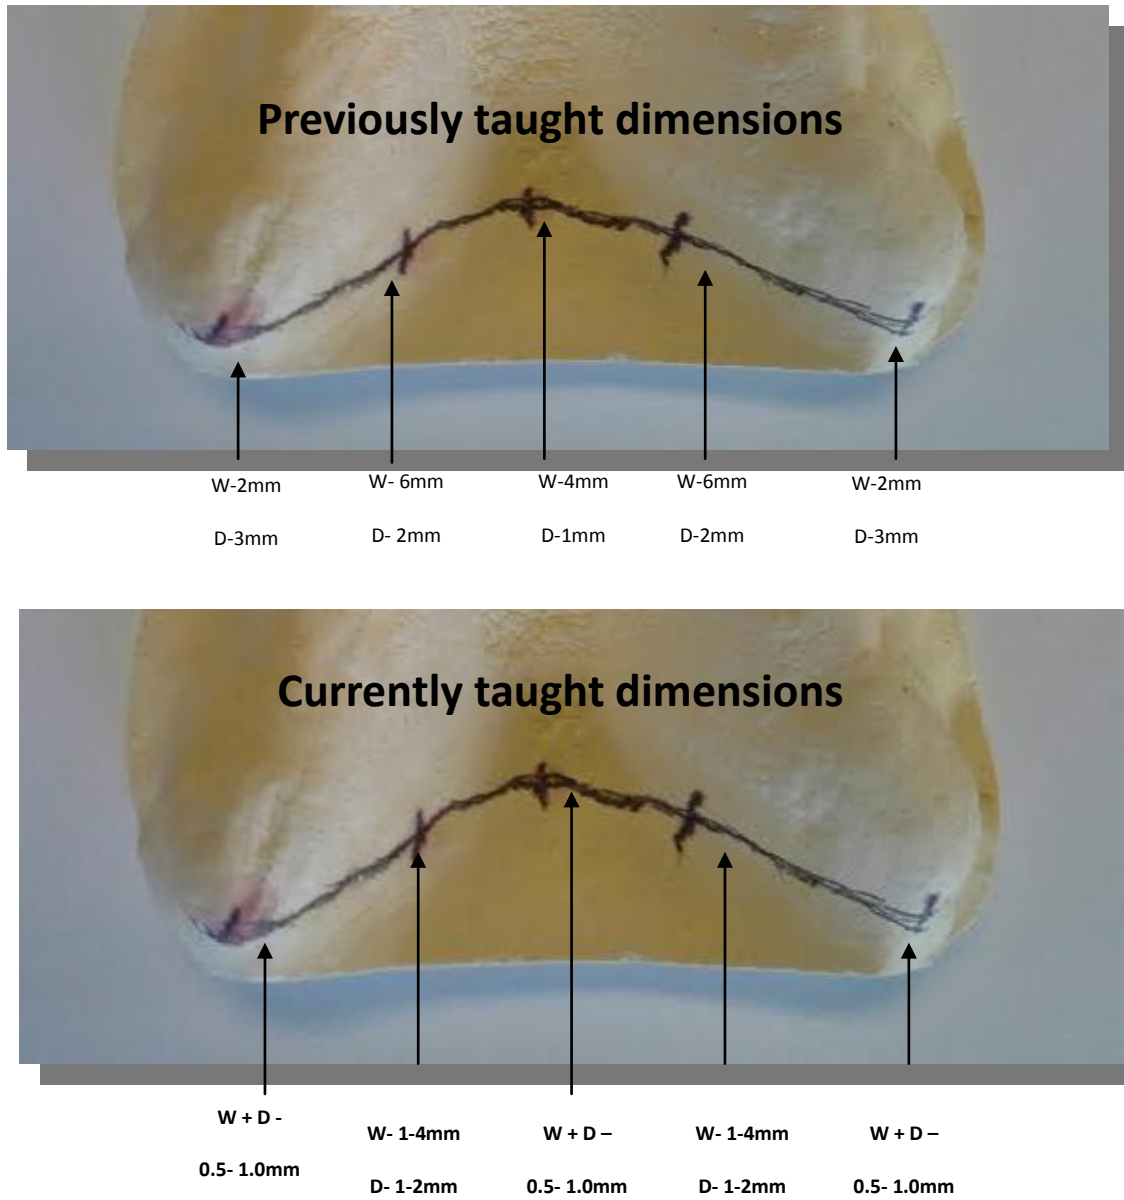 Previously taught dimensions
W-2mm W- 6mm W-4mm W-6mm W-2mm
D-3mm D- 2mm D-1mm D-2mm D-3mm
Currently taught dimensions
W + D - W- 1-4mm W + D – W- 1-4mm W + D –
0.5- 1.0mm D- 1-2mm 0.5- 1.0mm D- 1-2mm 0.5- 1.0mm